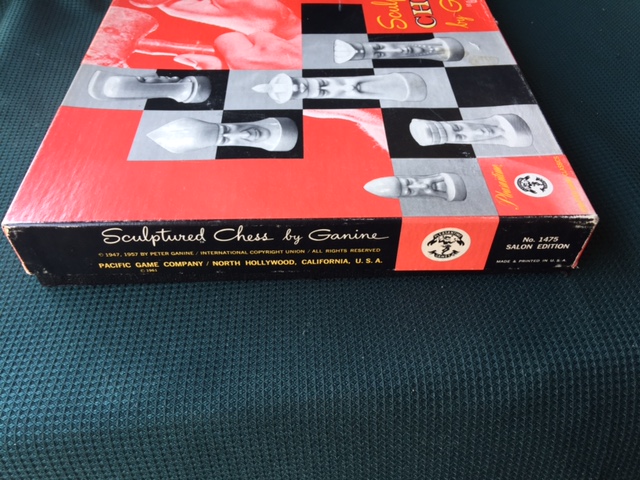 Sculptured Chess by Ganine
© 1947, 1957 BY PETER GANINE / INTERNATIONAL COPYRIGHT UNION / ALL RIGHTS RESERVED
PACIFIC GAME COMPANY / NORTH HOLLYWOOD, CALIFORNIA, U. S. A.
© 1961
No. 1475
SALON EDITION
MADE & PRINTED IN U. S. A.